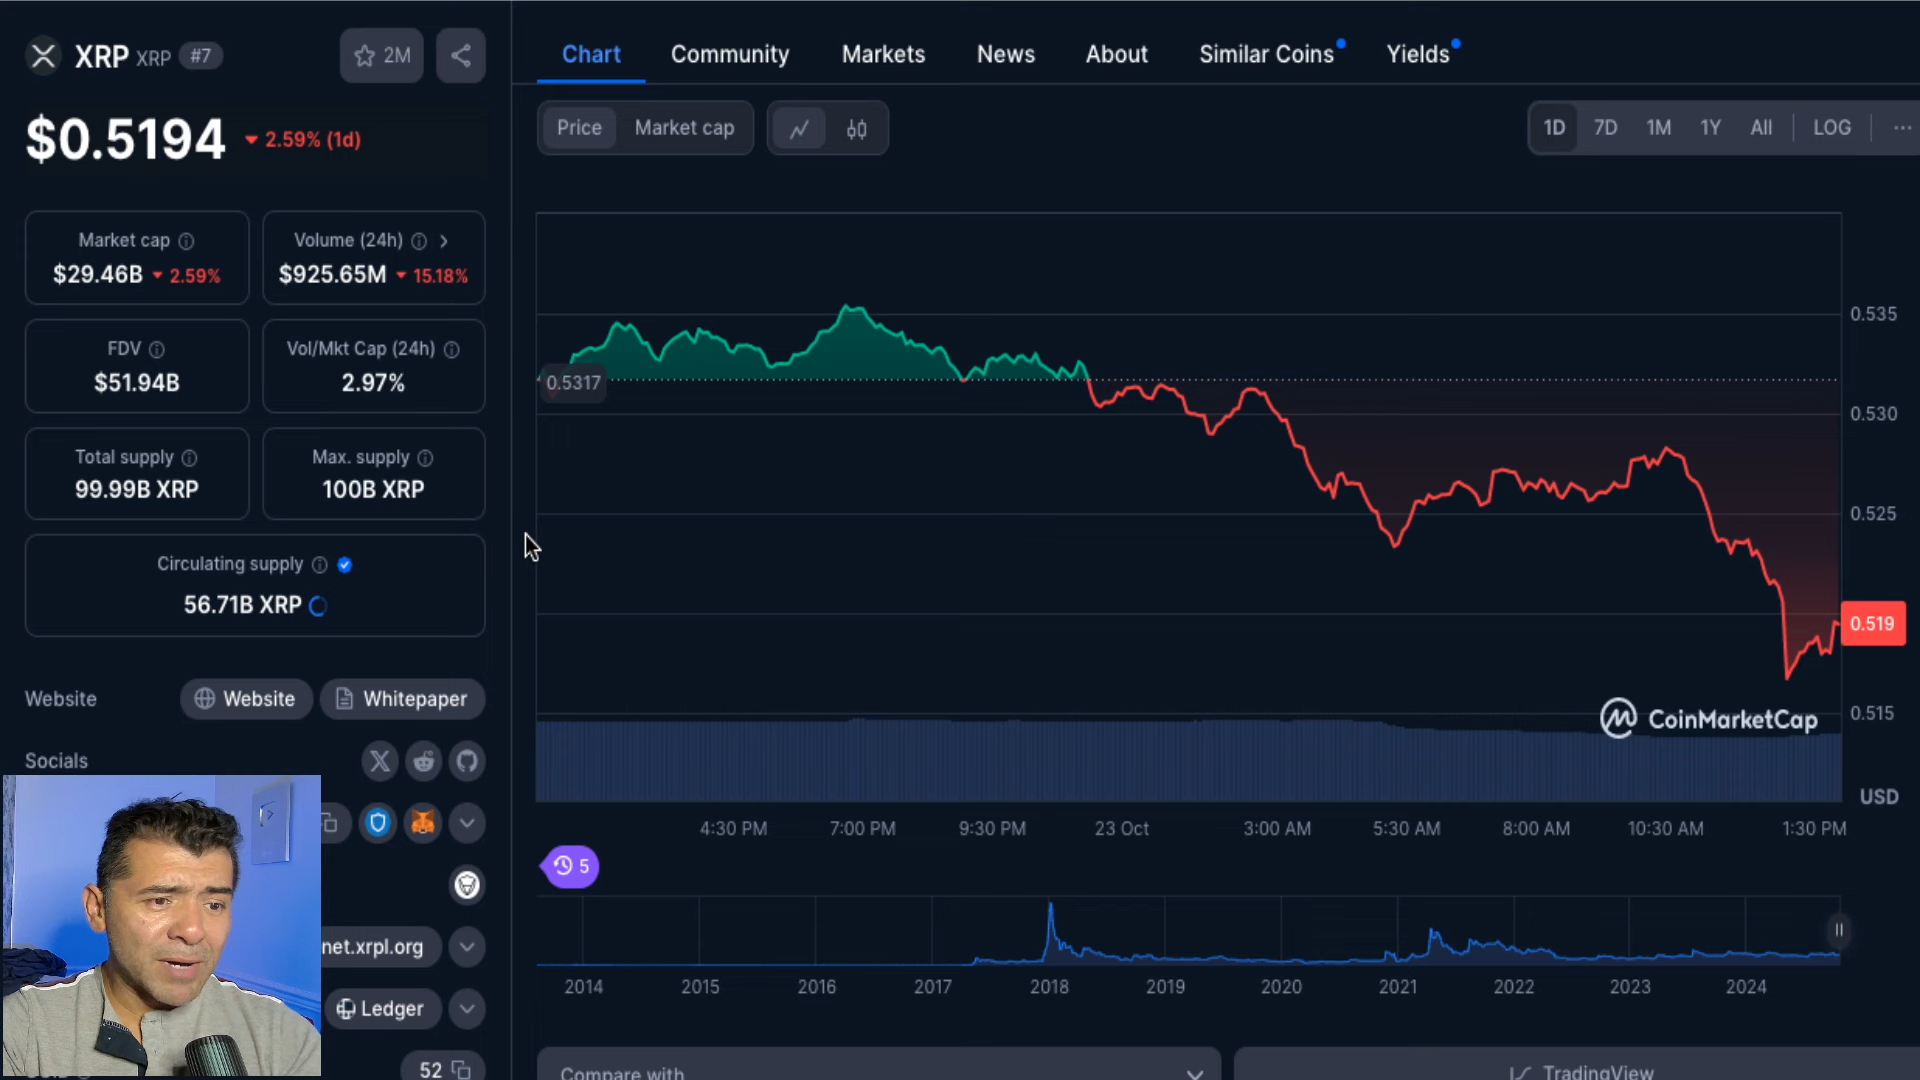 XRP XRP #7
2M
$0.5194 2.59% (1d)
Market cap
$29.46B 2.59%
Volume (24h)
$925.65M 15.18%
FDV
$51.94B
Vol/Mkt Cap (24h)
2.97%
Total supply
99.99B XRP
Max. supply
100B XRP
Circulating supply
56.71B XRP
Website Website Whitepaper
Socials
net.xrpl.org
Ledger
52
Chart Community Markets News About Similar Coins Yields
Price Market cap
1D 7D 1M 1Y All LOG ...
0.5317
0.535
0.530
0.525
0.519
0.515
CoinMarketCap
USD
4:30 PM 7:00 PM 9:30 PM 23 Oct 3:00 AM 5:30 AM 8:00 AM 10:30 AM 1:30 PM
5
2014 2015 2016 2017 2018 2019 2020 2021 2022 2023 2024
Compare with
TradingView